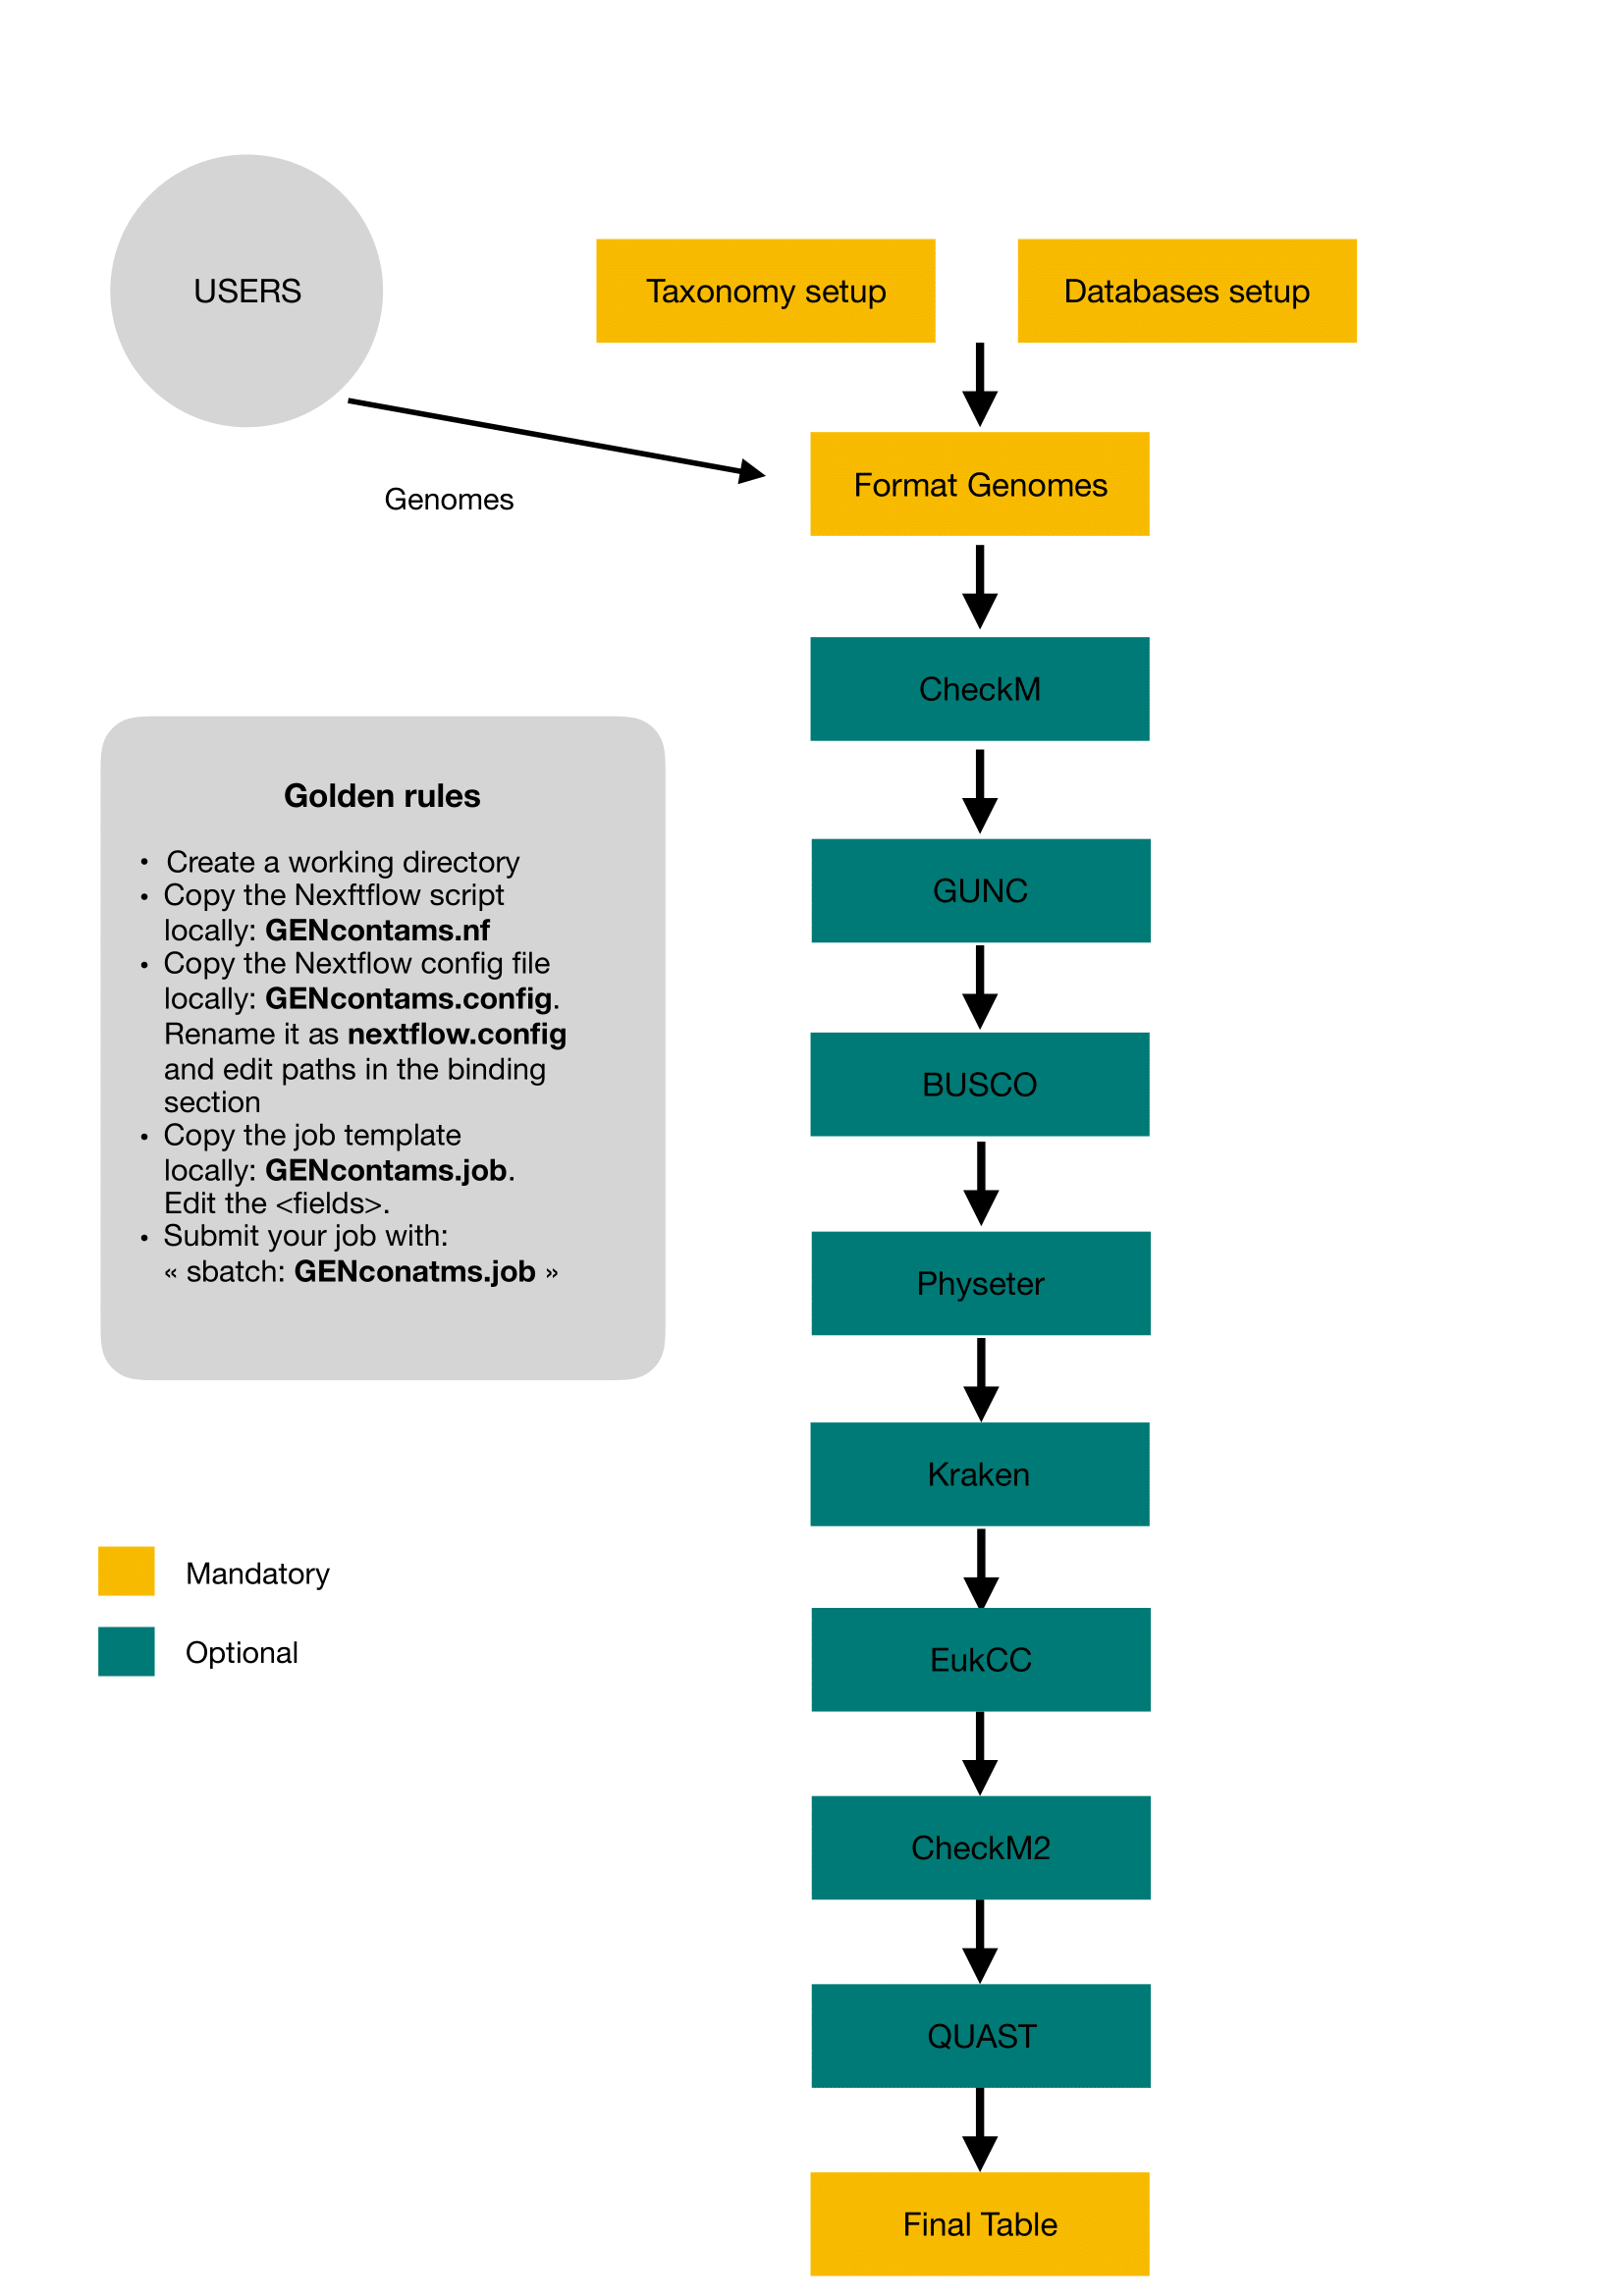 USERS
Taxonomy setup
Databases setup
Genomes
Format Genomes
CheckM
GUNC
BUSCO
Physeter
Kraken
EukCC
CheckM2
QUAST
Final Table
Golden rules
• Create a working directory
• Copy the Nexftflow script
locally: GENcontams.nf
• Copy the Nextflow config file
locally: GENcontams.config.
Rename it as nextflow.config
and edit paths in the binding
section
• Copy the job template
locally: GENcontams.job.
Edit the <fields>.
• Submit your job with:
« sbatch: GENconatms.job »
Mandatory
Optional